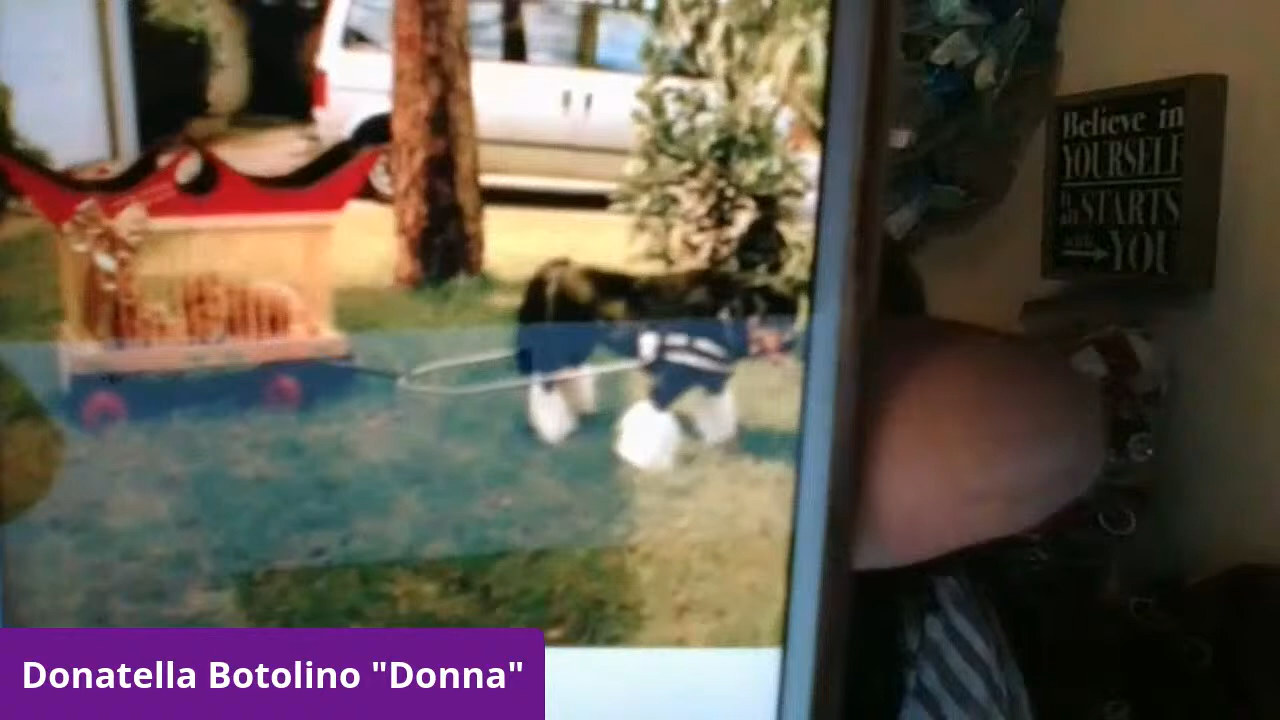 Believe in
YOURSELF
it
all STARTS
with
YOU
Donatella Botolino "Donna"